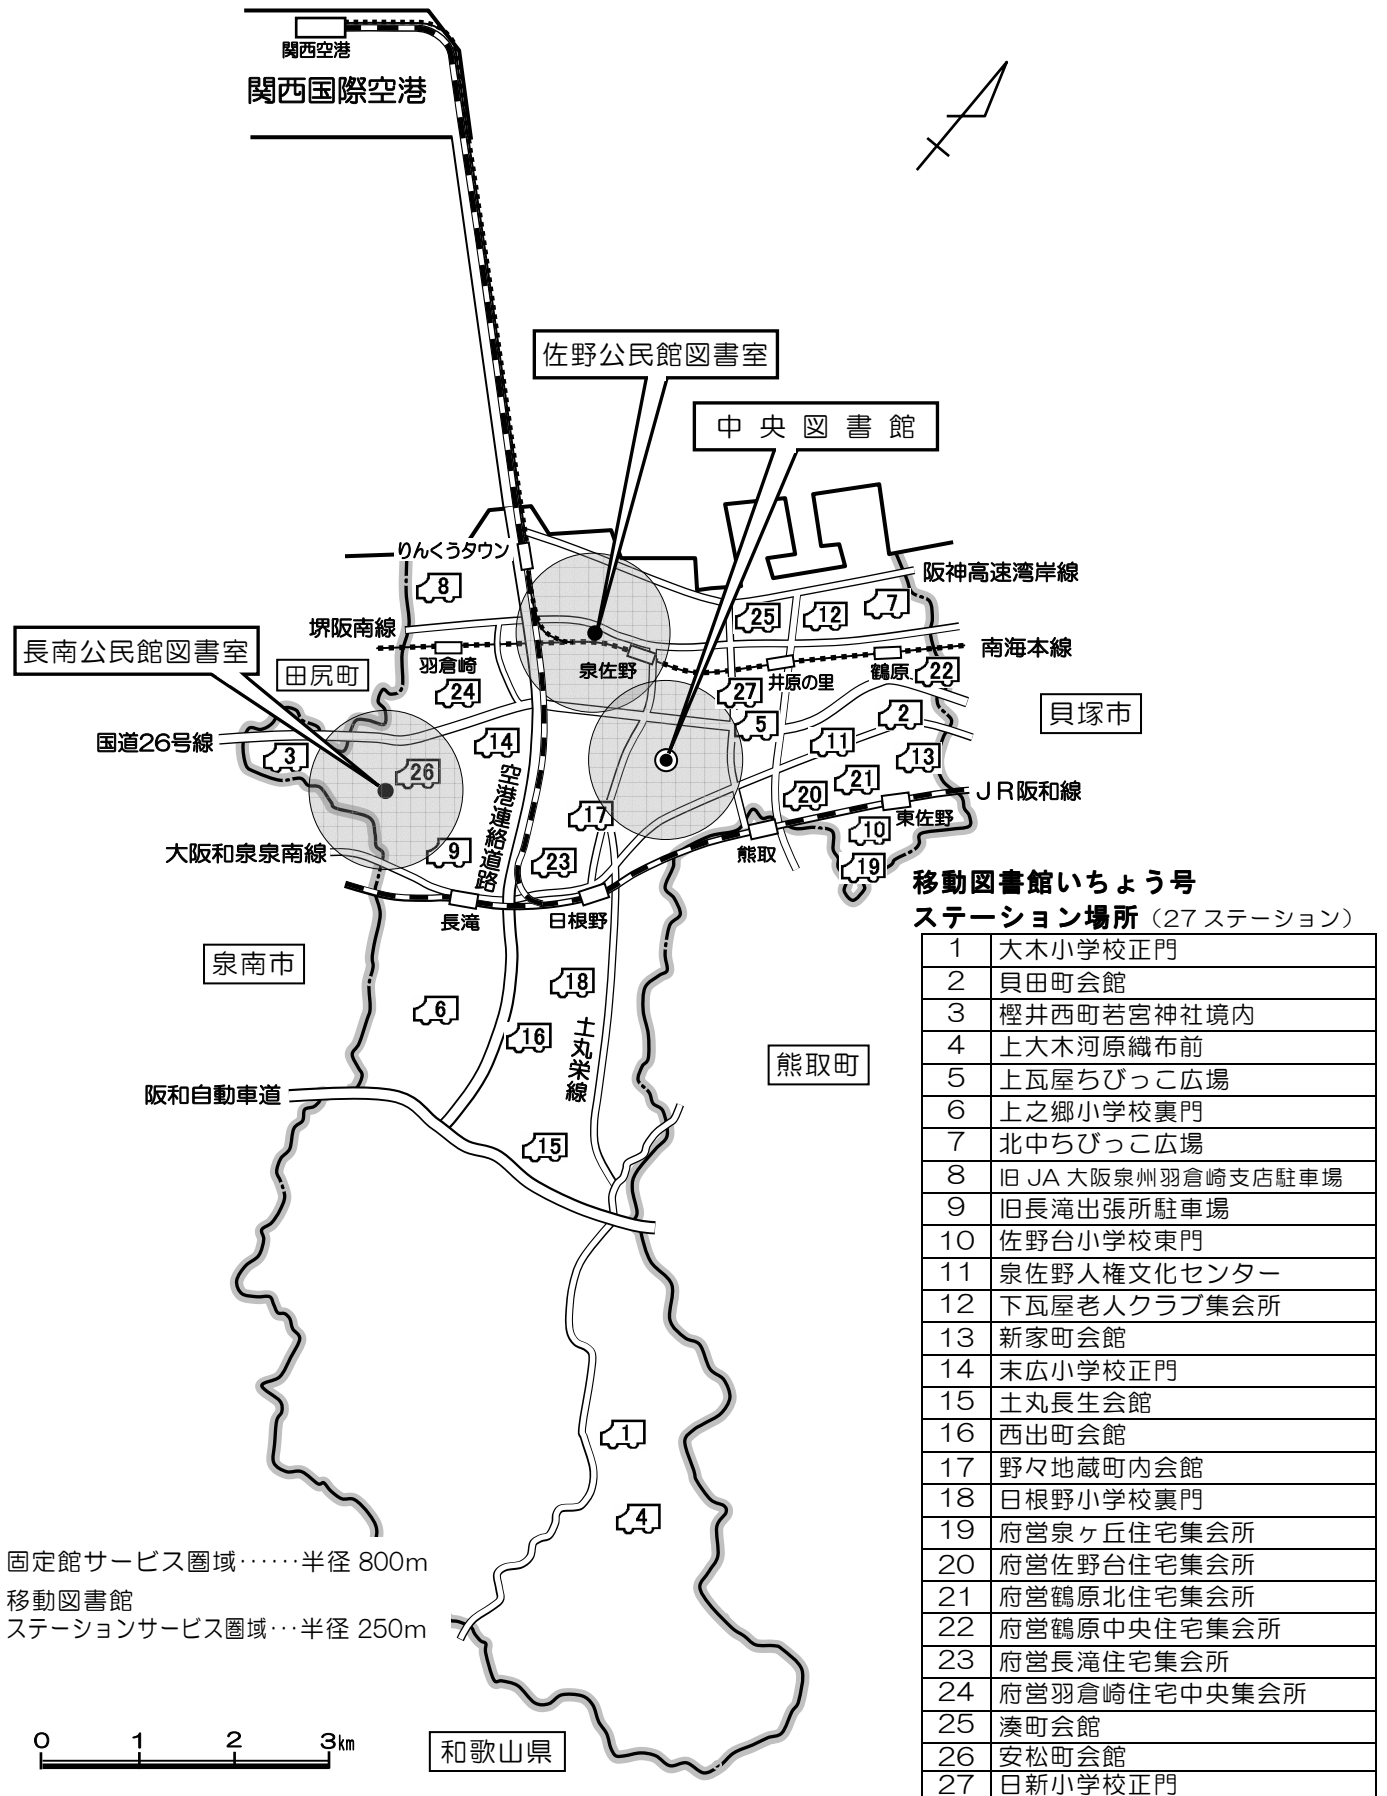 関西空港
関西国際空港
佐野公民館図書室
中央図書館
りんくうタウン
阪神高速湾岸線
8
25
12
7
堺阪南線
長南公民館図書室
田尻町
羽倉崎
泉佐野
井原の里
鶴原
南海本線
22
24
27
貝塚市
国道26号線
3
14
5
2
11
13
26
空港連絡道路
21
20
JR阪和線
17
東佐野
10
大阪和泉泉南線
9
23
熊取
19
長滝
日根野
泉南市
18
6
16
土丸栄線
熊取町
阪和自動車道
15
1
4
移動図書館いちょう号
ステーション場所（27ステーション）
1 大木小学校正門
2 貝田町会館
3 樫井西町若宮神社境内
4 上大木河原織布前
5 上瓦屋ちびっこ広場
6 上之郷小学校裏門
7 北中ちびっこ広場
8 旧JA大阪泉州羽倉崎支店駐車場
9 旧長滝出張所駐車場
10 佐野台小学校東門
11 泉佐野人権文化センター
12 下瓦屋老人クラブ集会所
13 新家町会館
14 末広小学校正門
15 土丸長生会館
16 西出町会館
17 野々地蔵町内会館
18 日根野小学校裏門
19 府営泉ヶ丘住宅集会所
20 府営佐野台住宅集会所
21 府営鶴原北住宅集会所
22 府営鶴原中央住宅集会所
23 府営長滝住宅集会所
24 府営羽倉崎住宅中央集会所
25 湊町会館
26 安松町会館
27 日新小学校正門
固定館サービス圏域‥‥‥半径 800m
移動図書館
ステーションサービス圏域‥･半径 250m
0 1 2 3km
和歌山県